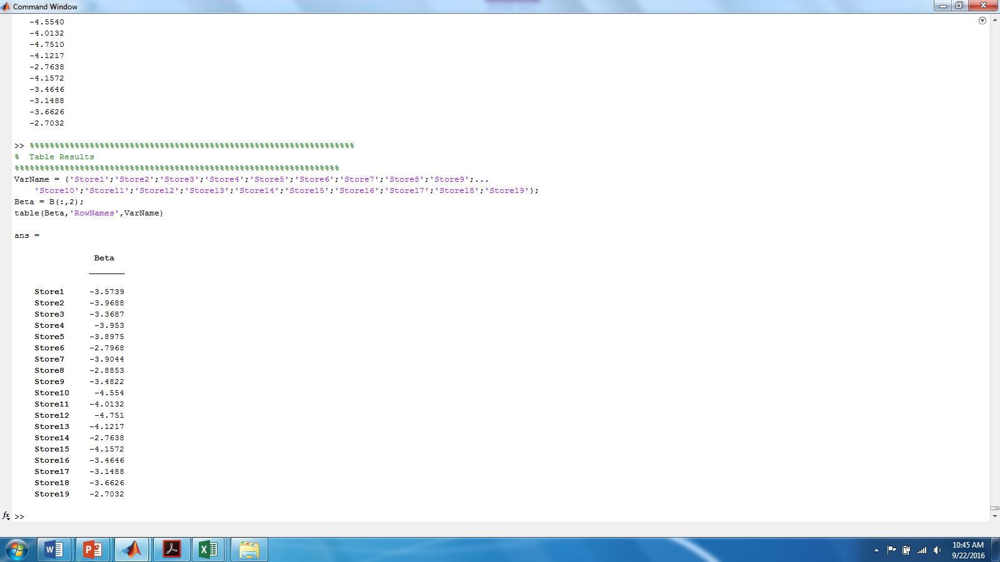 Command Window
-4.5540
-4.0132
-4.7510
-4.1217
-2.7638
-4.1572
-3.4646
-3.1488
-3.6626
-2.7032
>> %%%%%%%%%%%%%%%%%%%%%%%%%%%%%%%%%%%%%%%%%%%%%%%%%%%%%%%%%%%%%%%%%
% Table Results
%%%%%%%%%%%%%%%%%%%%%%%%%%%%%%%%%%%%%%%%%%%%%%%%%%%%%%%%%%%%%%%%%
VarName = {'Store1';'Store2';'Store3';'Store4';'Store5';'Store6';'Store7';'Store8';'Store9';...
'Store10';'Store11';'Store12';'Store13';'Store14';'Store15';'Store16';'Store17';'Store18';'Store19'};
Beta = B(:,2);
table(Beta,'RowNames',VarName)
ans =
Beta
_______
Store1 -3.5739
Store2 -3.9688
Store3 -3.3687
Store4 -3.953
Store5 -3.8975
Store6 -2.7968
Store7 -3.9044
Store8 -2.8853
Store9 -3.4822
Store10 -4.554
Store11 -4.0132
Store12 -4.751
Store13 -4.1217
Store14 -2.7638
Store15 -4.1572
Store16 -3.4646
Store17 -3.1488
Store18 -3.6626
Store19 -2.7032
fx >>
10:45 AM
9/22/2016